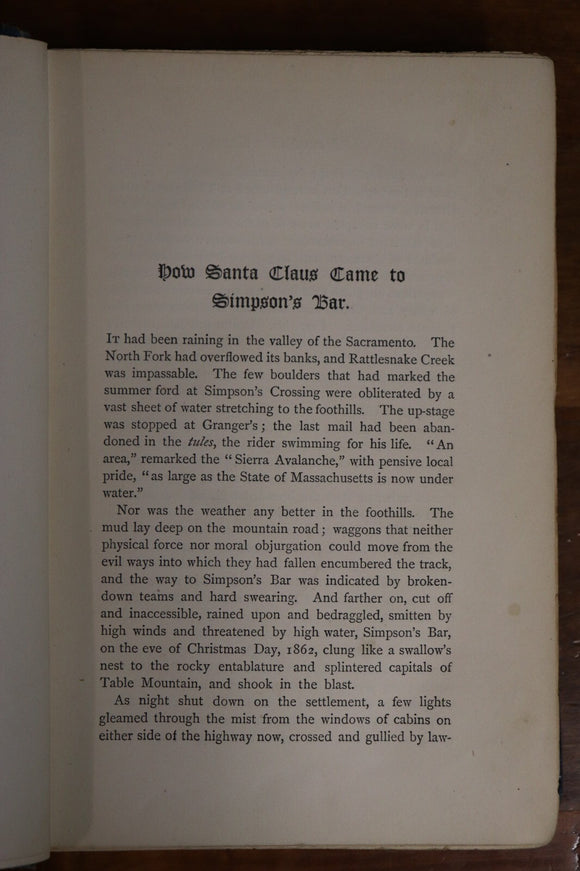 How Santa Claus Came to
Simpson's Bar.
IT had been raining in the valley of the Sacramento. The
North Fork had overflowed its banks, and Rattlesnake Creek
was impassable. The few boulders that had marked the
summer ford at Simpson's Crossing were obliterated by a
vast sheet of water stretching to the foothills. The up-stage
was stopped at Granger's; the last mail had been aban-
doned in the tules, the rider swimming for his life. "An
area," remarked the "Sierra Avalanche," with pensive local
pride, "as large as the State of Massachusetts is now under
water."
Nor was the weather any better in the foothills. The
mud lay deep on the mountain road; waggons that neither
physical force nor moral objurgation could move from the
evil ways into which they had fallen encumbered the track,
and the way to Simpson's Bar was indicated by broken-
down teams and hard swearing. And farther on, cut off
and inaccessible, rained upon and bedraggled, smitten by
high winds and threatened by high water, Simpson's Bar,
on the eve of Christmas Day, 1862, clung like a swallow's
nest to the rocky entablature and splintered capitals of
Table Mountain, and shook in the blast.
As night shut down on the settlement, a few lights
gleamed through the mist from the windows of cabins on
either side of the highway now, crossed and gullied by law-